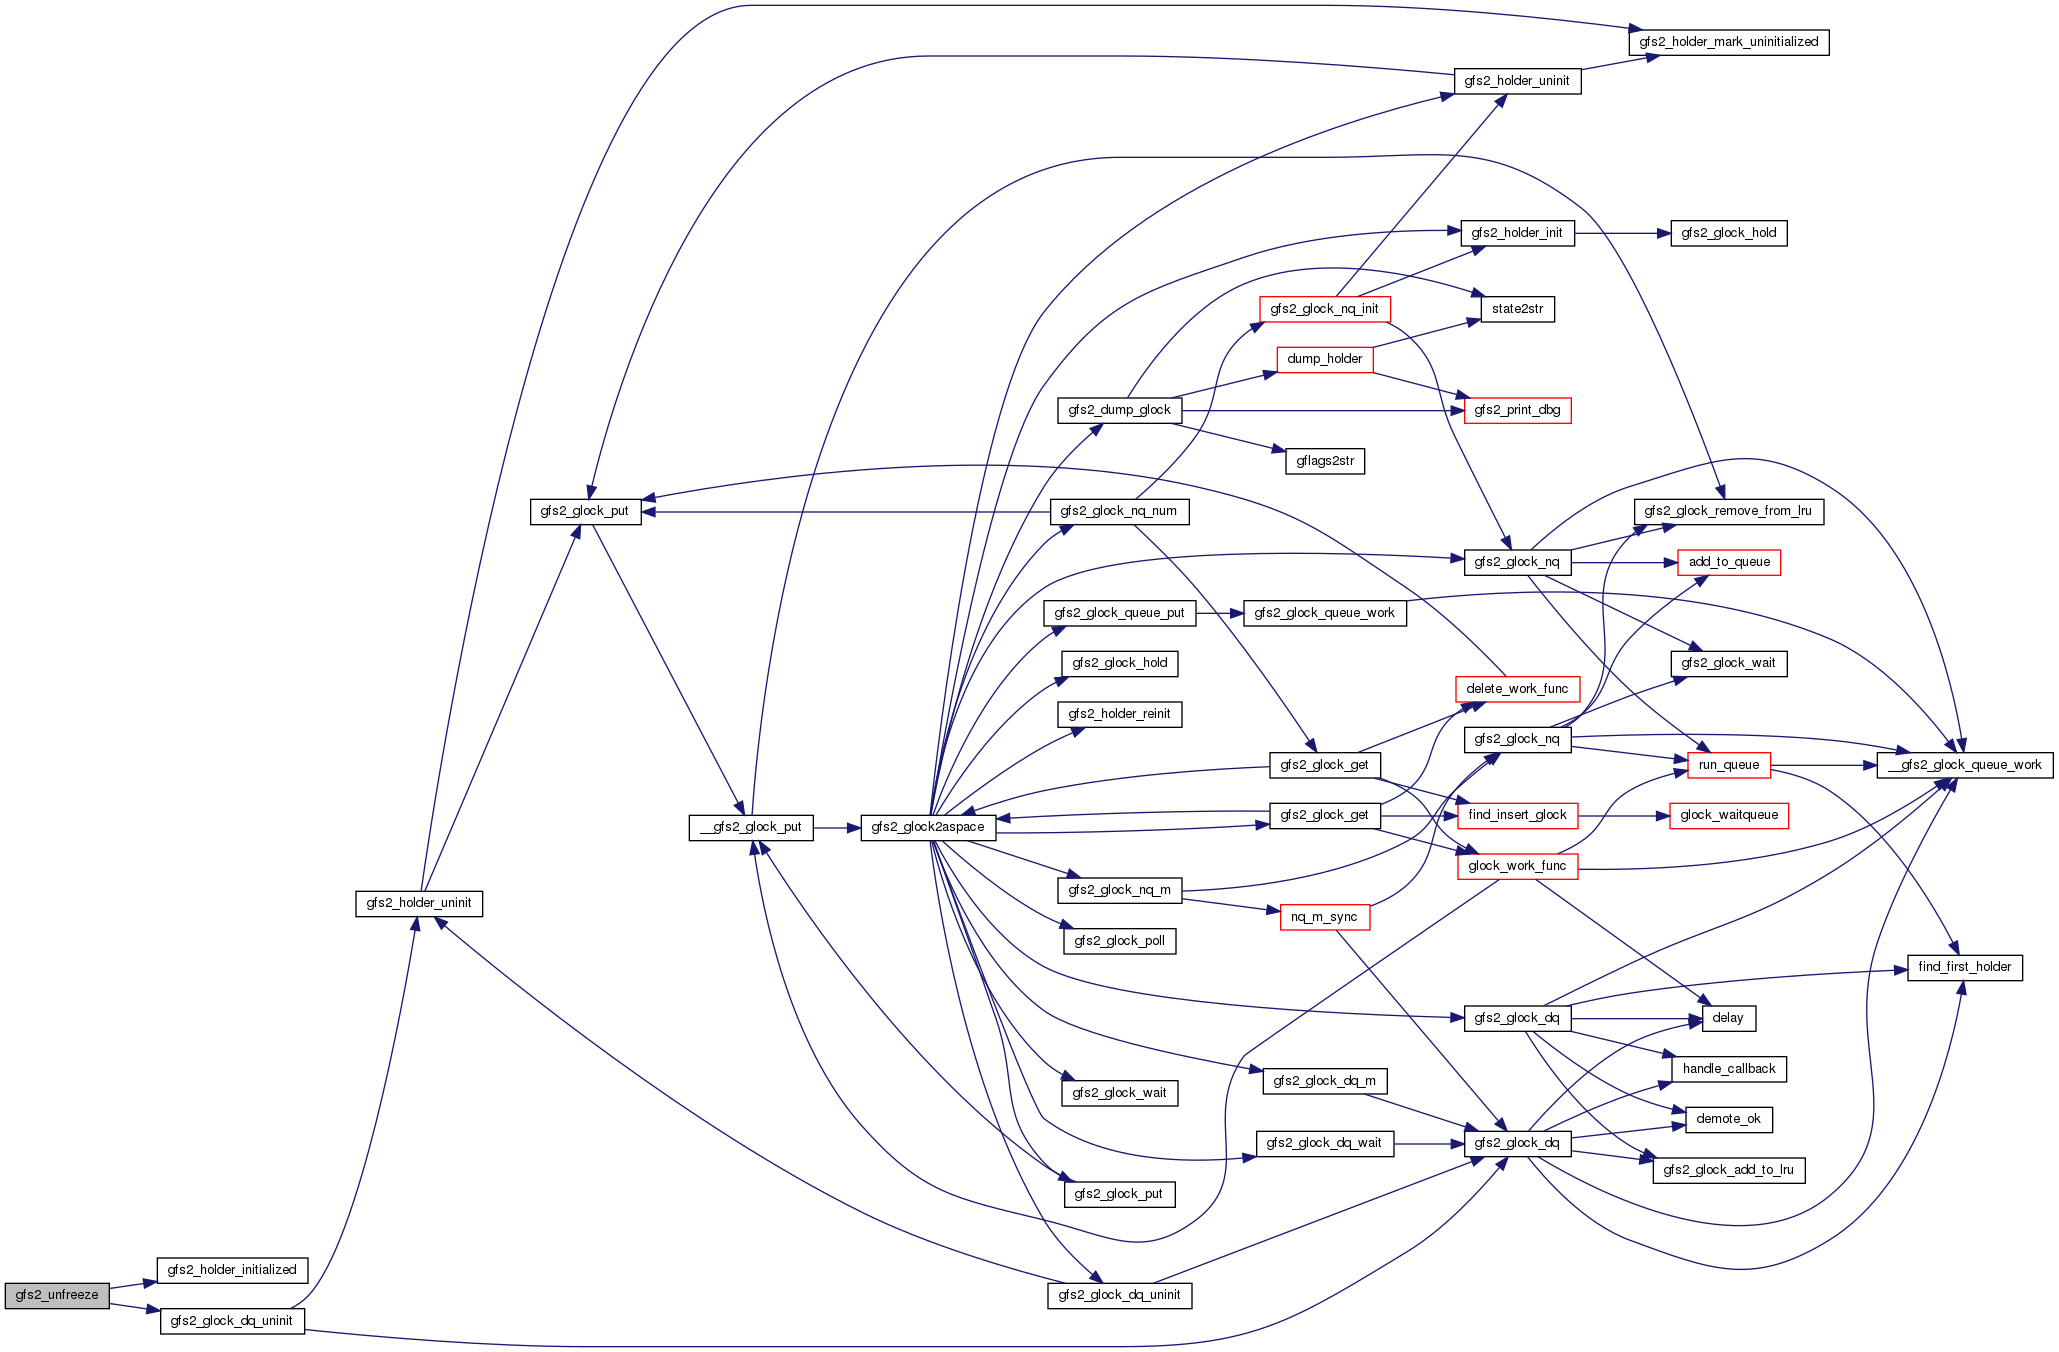 gfs2_holder_mark_uninitialized
gfs2_holder_uninit
gfs2_holder_init
gfs2_glock_hold
gfs2_glock_nq_init
state2str
dump_holder
gfs2_dump_glock
gfs2_print_dbg
gflags2str
gfs2_glock_put
gfs2_glock_nq_num
gfs2_glock_remove_from_lru
gfs2_glock_nq
add_to_queue
gfs2_glock_queue_put
gfs2_glock_queue_work
gfs2_glock_hold
gfs2_glock_wait
delete_work_func
gfs2_holder_reinit
gfs2_glock_nq
gfs2_glock_get
run_queue
__gfs2_glock_queue_work
gfs2_glock_get
find_insert_glock
glock_waitqueue
__gfs2_glock_put
gfs2_glock2aspace
glock_work_func
gfs2_glock_nq_m
gfs2_holder_uninit
nq_m_sync
gfs2_glock_poll
find_first_holder
gfs2_glock_dq
delay
handle_callback
gfs2_glock_dq_m
gfs2_glock_wait
demote_ok
gfs2_glock_dq_wait
gfs2_glock_dq
gfs2_glock_add_to_lru
gfs2_glock_put
gfs2_holder_initialized
gfs2_unfreeze
gfs2_glock_dq_uninit
gfs2_glock_dq_uninit